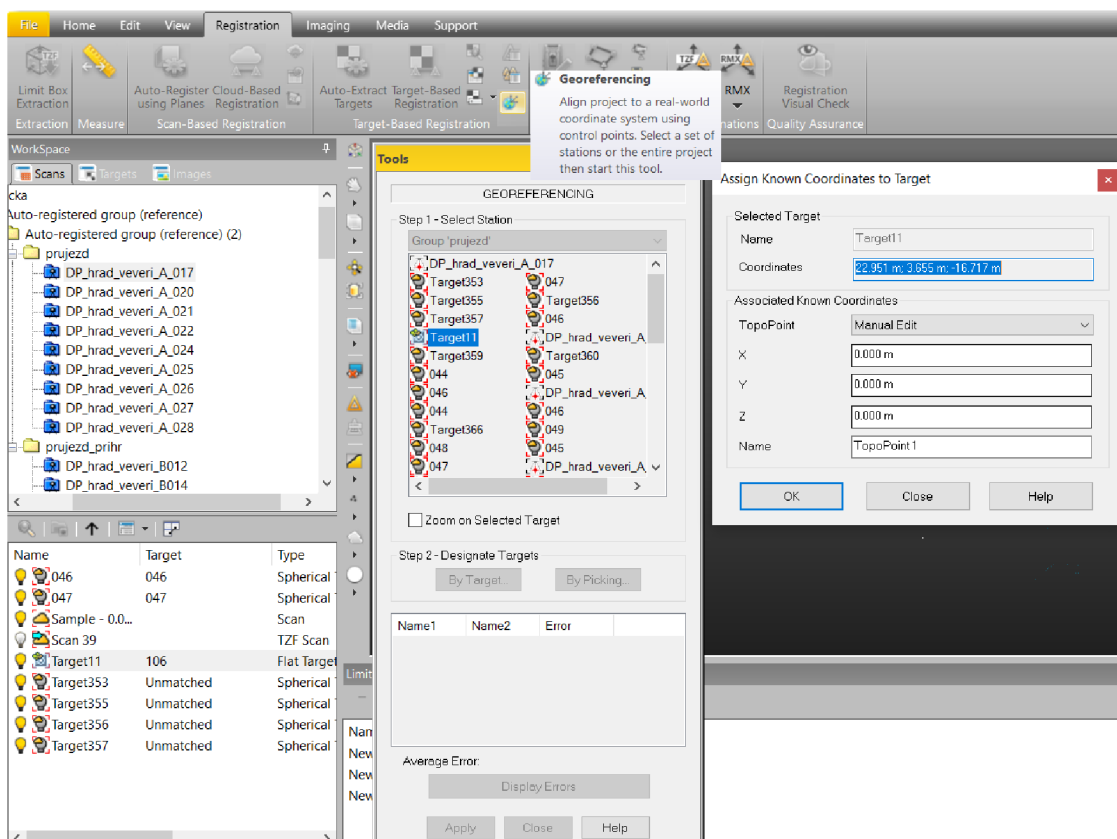 File Home Edit View Registration Imaging Media Support
Limit Box Extraction
Auto-Register using Planes
Cloud-Based Registration
Auto-Extract Targets
Target-Based Registration
TZF
RMX
RMX
Registration Visual Check
Extraction Measure Scan-Based Registration Target-Based Registration Quality Assurance
Georeferencing
Align project to a real-world
coordinate system using
control points. Select a set of
stations or the entire project
then start this tool.
WorkSpace
Scans Targets Images
cka
Auto-registered group (reference)
Auto-registered group (reference) (2)
prujezd
DP_hrad_veveri_A_017
DP_hrad_veveri_A_020
DP_hrad_veveri_A_021
DP_hrad_veveri_A_022
DP_hrad_veveri_A_024
DP_hrad_veveri_A_025
DP_hrad_veveri_A_026
DP_hrad_veveri_A_027
DP_hrad_veveri_A_028
prujezd_prihr
DP_hrad_veveri_B012
DP_hrad_veveri_B014
Name Target Type
046 046 Spherical
047 047 Spherical
Sample - 0.0... Scan
Scan 39 TZF Scan
Target11 106 Flat Target
Target353 Unmatched Spherical
Target355 Unmatched Spherical
Target356 Unmatched Spherical
Target357 Unmatched Spherical
Tools
GEOREFERENCING
Step 1 - Select Station
Group 'prujezd'
DP_hrad_veveri_A_017
Target353 047
Target355 Target356
Target357 046
Target11 DP_hrad_veveri_A
Target359 Target360
044 045
046 DP_hrad_veveri_A
044 046
Target366 049
048 045
047 DP_hrad_veveri_A
Zoom on Selected Target
Step 2 - Designate Targets
By Target... By Picking...
Name1 Name2 Error
Average Error:
Display Errors
Apply Close Help
Limit
Nam
New
New
New
Assign Known Coordinates to Target
Selected Target
Name Target11
Coordinates 22.951 m; 3.655 m; -16.717 m
Associated Known Coordinates
TopoPoint Manual Edit
X 0.000 m
Y 0.000 m
Z 0.000 m
Name TopoPoint1
OK Close Help